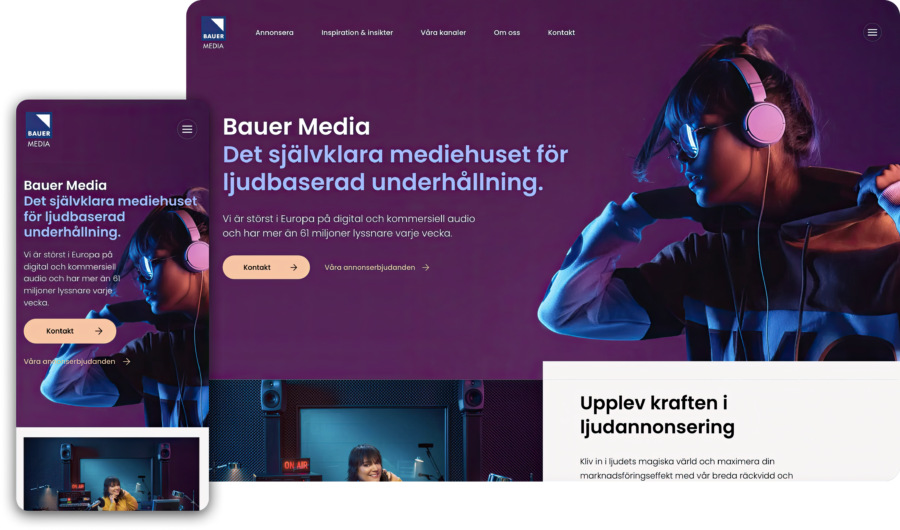 BAUER
MEDIA
Annonsera
Inspiration & insikter
Våra kanaler
Om oss
Kontakt
Bauer Media
Det självklara mediehuset för
ljudbaserad underhållning.
Vi är störst i Europa på digital och kommersiell audio
och har mer än 61 miljoner lyssnare varje vecka.
Kontakt
Våra annonserbjudanden
ON AIR
Upplev kraften i
ljudannonsering
Kliv in i ljudets magiska värld och maximera din
marknadsföringseffekt med vår breda räckvidd och
BAUER
MEDIA
Bauer Media
Det självklara mediehuset
för ljudbaserad
underhållning.
Vi är störst i Europa på
digital och kommersiell
audio och har mer än 61
miljoner lyssnare varje
vecka.
Kontakt
Våra annonserbjudanden